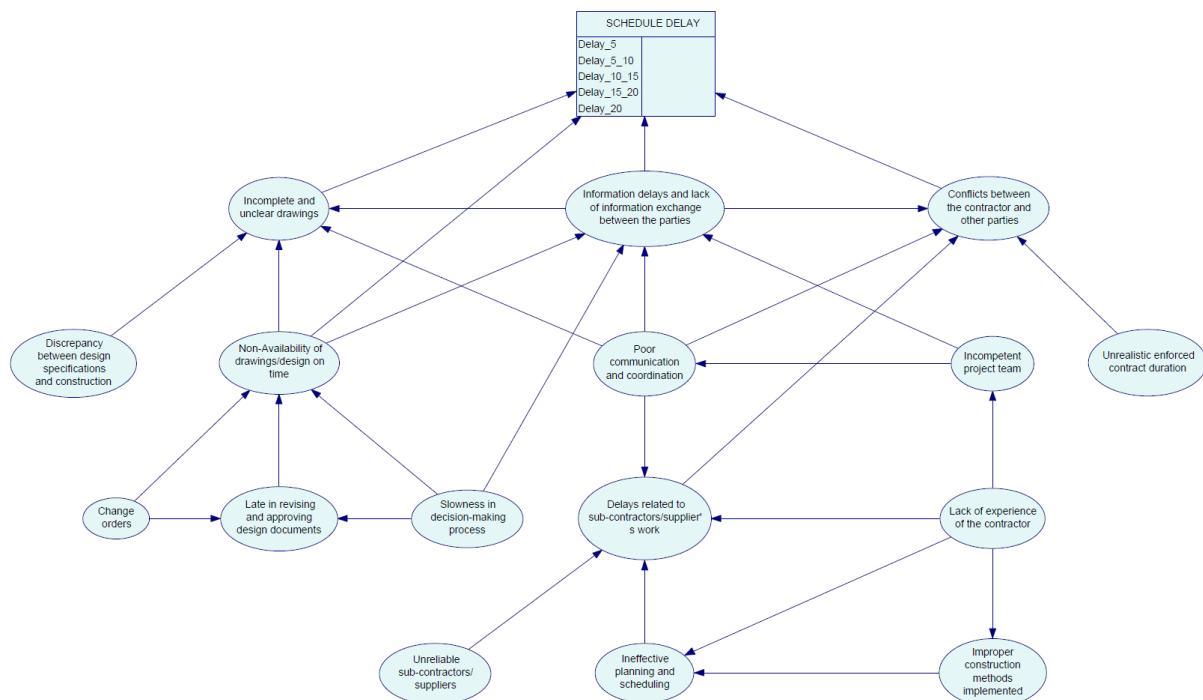 SCHEDULE DELAY
Delay_5
Delay_5_10
Delay_10_15
Delay_15_20
Delay_20
Incomplete and
unclear drawings
Information delays and lack
of information exchange
between the parties
Conflicts between
the contractor and
other parties
Discrepancy
between design
specifications
and construction
Non-Availability of
drawings/design on
time
Poor
communication
and coordination
Incompetent
project team
Unrealistic enforced
contract duration
Change
orders
Late in revising
and approving
design documents
Slowness in
decision-making
process
Delays related to
sub-contractors/supplier'
s work
Lack of experience
of the contractor
Unreliable
sub-contractors/
suppliers
Ineffective
planning and
scheduling
Improper
construction
methods
implemented